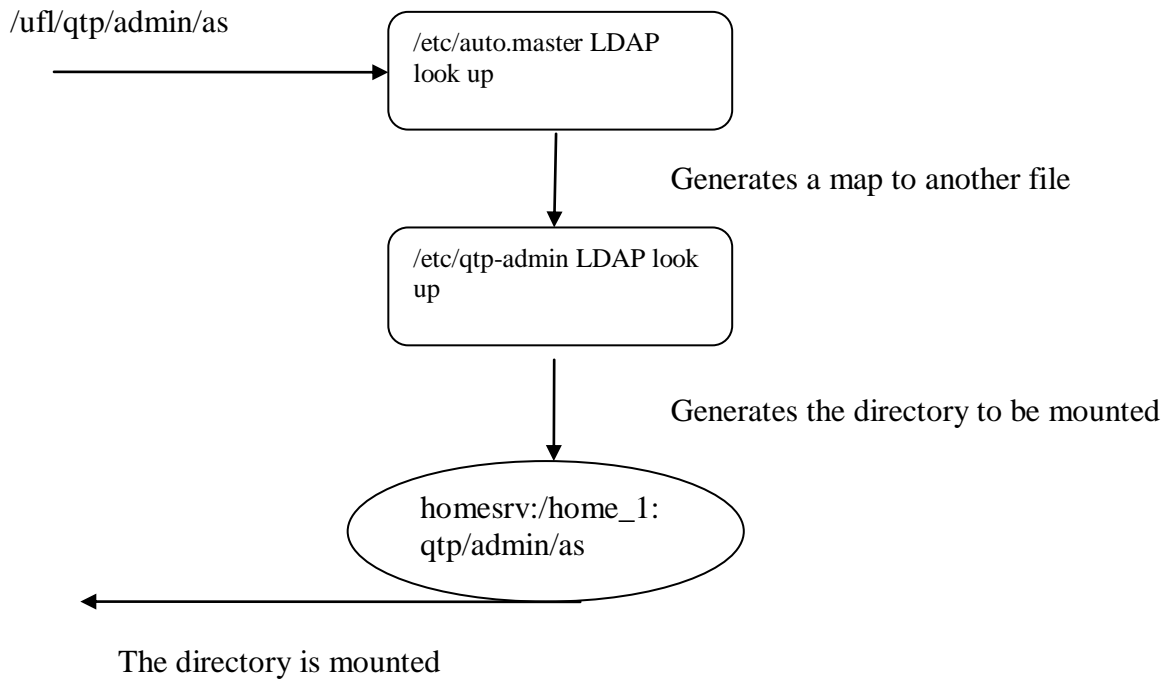 /ufl/qtp/admin/as
/etc/auto.master LDAP
look up
Generates a map to another file
/etc/qtp-admin LDAP look
up
Generates the directory to be mounted
homesrv:/home_1:
qtp/admin/as
The directory is mounted